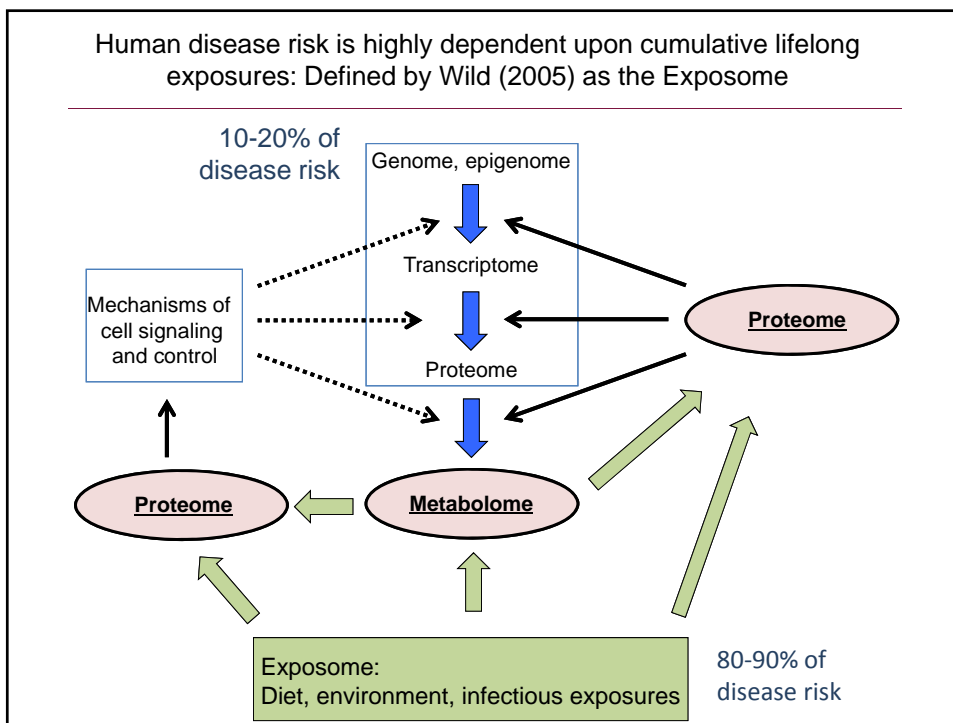 Human disease risk is highly dependent upon cumulative lifelong
exposures: Defined by Wild (2005) as the Exposome
10-20% of
disease risk
Genome, epigenome
Transcriptome
Mechanisms of
cell signaling
and control
Proteome
Proteome
Proteome
Metabolome
Exposome:
Diet, environment, infectious exposures
80-90% of
disease risk